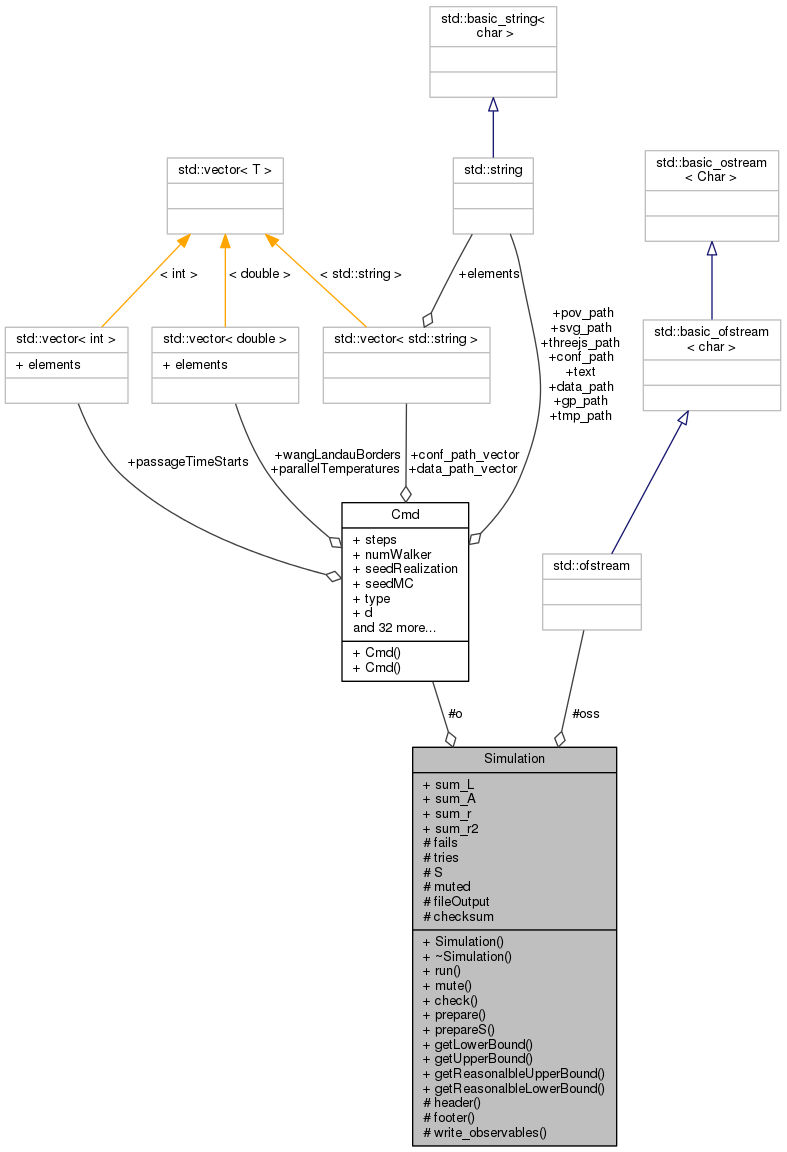 std::basic_string<
char >
std::vector< T >
std::string
std::basic_ostream
< Char >
< int >
< double >
< std::string >
+elements
std::vector< int >
+ elements
std::vector< double >
+ elements
std::vector< std::string >
+pov_path
+svg_path
+threejs_path
+conf_path
+text
+data_path
+gp_path
+tmp_path
std::basic_ofstream
< char >
+passageTimeStarts
+wangLandauBorders
+parallelTemperatures
+conf_path_vector
+data_path_vector
Cmd
+ steps
+ numWalker
+ seedRealization
+ seedMC
+ type
+ d
and 32 more...
+ Cmd()
+ Cmd()
std::ofstream
#o
#oss
Simulation
+ sum_L
+ sum_A
+ sum_r
+ sum_r2
# fails
# tries
# S
# muted
# fileOutput
# checksum
+ Simulation()
+ ~Simulation()
+ run()
+ mute()
+ check()
+ prepare()
+ prepareS()
+ getLowerBound()
+ getUpperBound()
+ getReasonalbleUpperBound()
+ getReasonalbleLowerBound()
# header()
# footer()
# write_observables()